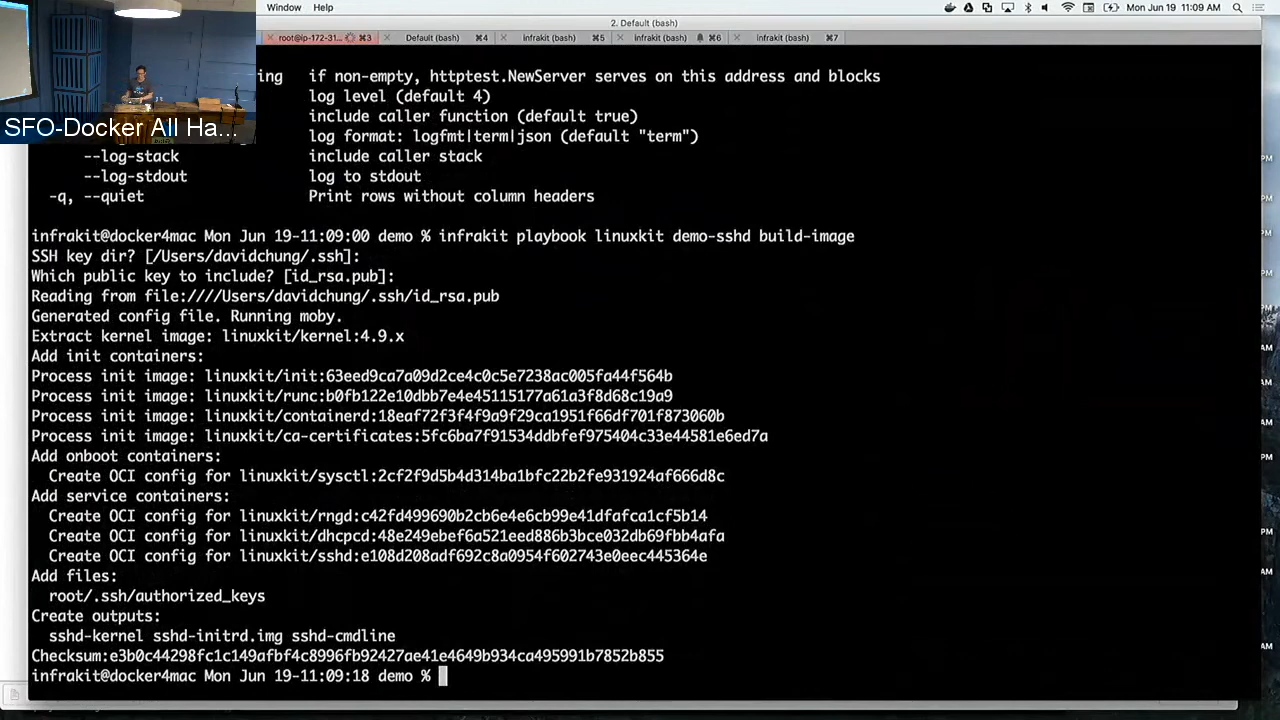 Window Help
Mon Jun 19 11:09 AM
2. Default (bash)
root@ip-172-31... ⌘3 Default (bash) ⌘4 infrakit (bash) ⌘5 infrakit (bash) ⌘6 infrakit (bash) ⌘7
SFO-Docker All Ha...
ing if non-empty, httptest.NewServer serves on this address and blocks
log level (default 4)
include caller function (default true)
log format: logfmt|term|json (default "term")
--log-stack include caller stack
--log-stdout log to stdout
-q, --quiet Print rows without column headers
infrakit@docker4mac Mon Jun 19-11:09:00 demo % infrakit playbook linuxkit demo-sshd build-image
SSH key dir? [/Users/davidchung/.ssh]:
Which public key to include? [id_rsa.pub]:
Reading from file:////Users/davidchung/.ssh/id_rsa.pub
Generated config file. Running moby.
Extract kernel image: linuxkit/kernel:4.9.x
Add init containers:
Process init image: linuxkit/init:63eed9ca7a09d2ce4c0c5e7238ac005fa44f564b
Process init image: linuxkit/runc:b0fb122e10dbb7e4e45115177a61a3f8d68c19a9
Process init image: linuxkit/containerd:18eaf72f3f4f9a9f29ca1951f66df701f873060b
Process init image: linuxkit/ca-certificates:5fc6ba7f91534ddbfef975404c33e44581e6ed7a
Add onboot containers:
Create OCI config for linuxkit/sysctl:2cf2f9d5b4d314ba1bfc22b2fe931924af666d8c
Add service containers:
Create OCI config for linuxkit/rngd:c42fd499690b2cb6e4e6cb99e41dfafca1cf5b14
Create OCI config for linuxkit/dhcpcd:48e249ebef6a521eed886b3bce032db69fbb4afa
Create OCI config for linuxkit/sshd:e108d208adf692c8a0954f602743e0eec445364e
Add files:
root/.ssh/authorized_keys
Create outputs:
sshd-kernel sshd-initrd.img sshd-cmdline
Checksum:e3b0c44298fc1c149afbf4c8996fb92427ae41e4649b934ca495991b7852b855
infrakit@docker4mac Mon Jun 19-11:09:18 demo %